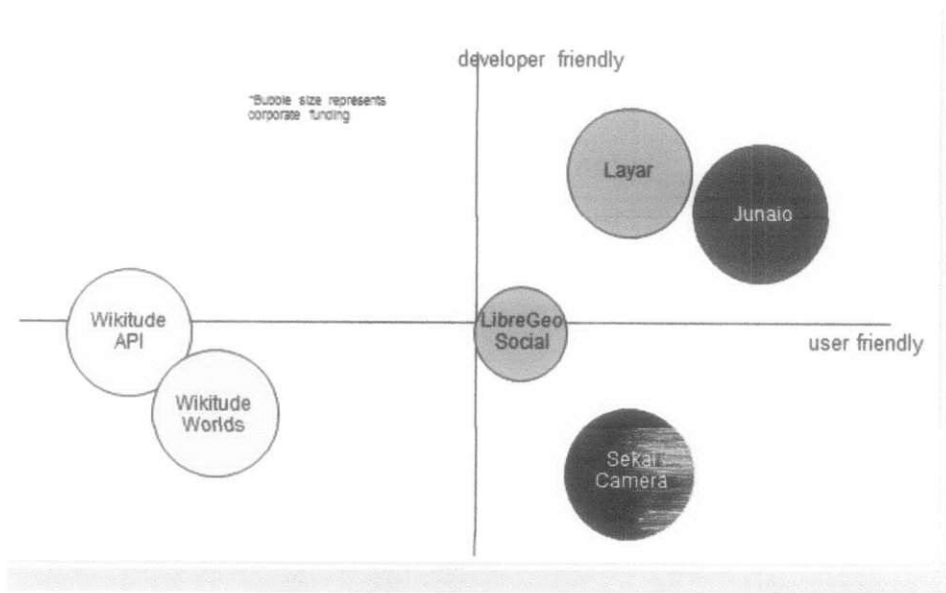 developer friendly
*Bubble size represents
corporate funding
Layar
Junaio
Wikitude
API
LibreGeo
Social
user friendly
Wikitude
Worlds
Sekai
Camera